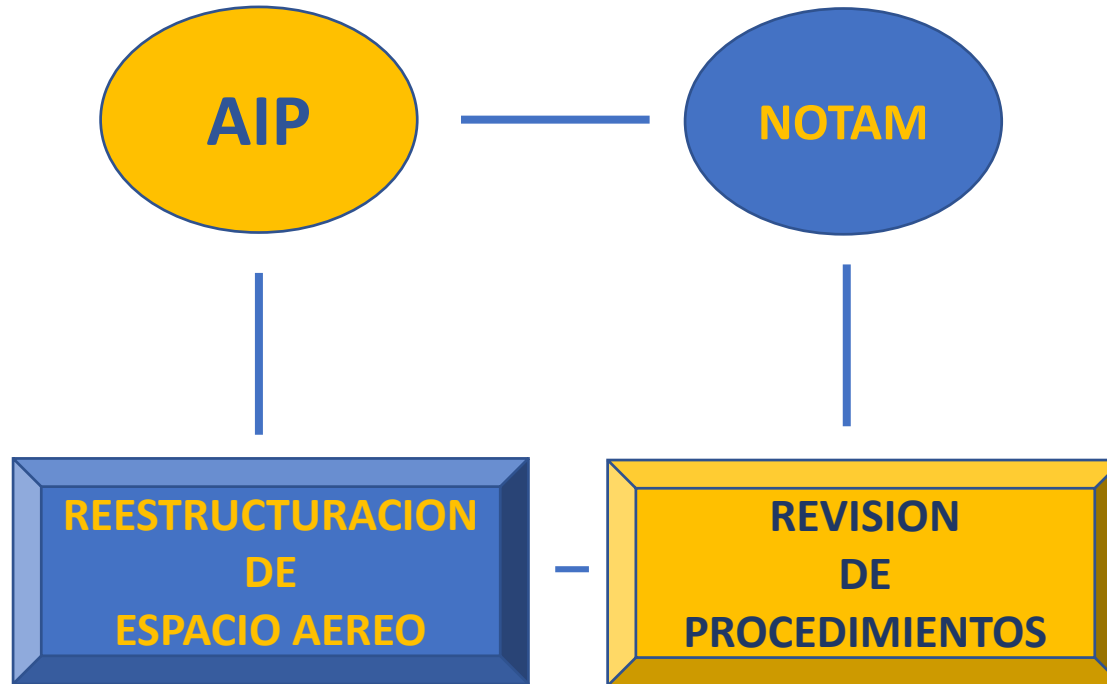 AIP
NOTAM
REESTRUCTURACION
DE
ESPACIO AEREO
REVISION
DE
PROCEDIMIENTOS